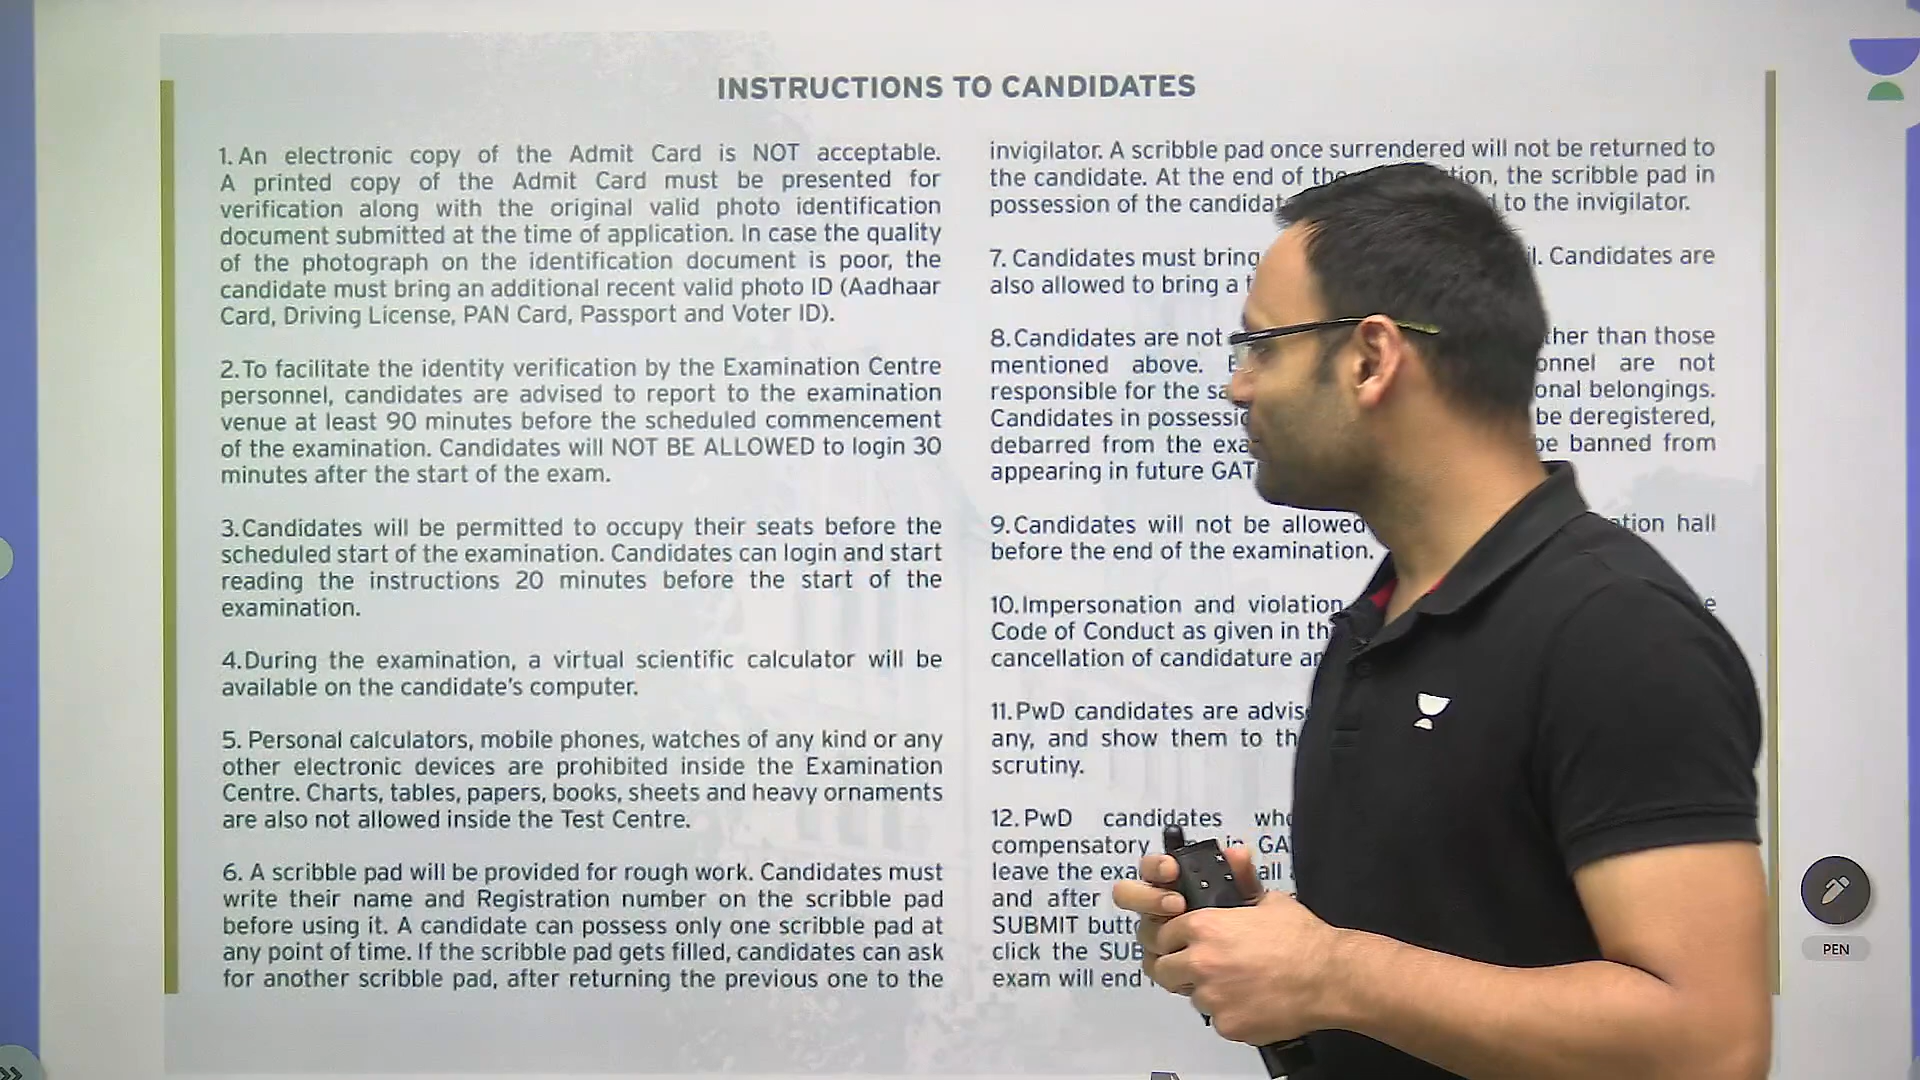 INSTRUCTIONS TO CANDIDATES
1. An electronic copy of the Admit Card is NOT acceptable.
A printed copy of the Admit Card must be presented for
verification along with the original valid photo identification
document submitted at the time of application. In case the quality
of the photograph on the identification document is poor, the
candidate must bring an additional recent valid photo ID (Aadhaar
Card, Driving License, PAN Card, Passport and Voter ID).
2.To facilitate the identity verification by the Examination Centre
personnel, candidates are advised to report to the examination
venue at least 90 minutes before the scheduled commencement
of the examination. Candidates will NOT BE ALLOWED to login 30
minutes after the start of the exam.
3.Candidates will be permitted to occupy their seats before the
scheduled start of the examination. Candidates can login and start
reading the instructions 20 minutes before the start of the
examination.
4.During the examination, a virtual scientific calculator will be
available on the candidate's computer.
5. Personal calculators, mobile phones, watches of any kind or any
other electronic devices are prohibited inside the Examination
Centre. Charts, tables, papers, books, sheets and heavy ornaments
are also not allowed inside the Test Centre.
6. A scribble pad will be provided for rough work. Candidates must
write their name and Registration number on the scribble pad
before using it. A candidate can possess only one scribble pad at
any point of time. If the scribble pad gets filled, candidates can ask
for another scribble pad, after returning the previous one to the
invigilator. A scribble pad once surrendered will not be returned to
the candidate. At the end of the scribble pad in
possession of the to the invigilator.
7. Candidates must bring Candidates are
also allowed to bring a
8.Candidates are not than those
mentioned above. are not
responsible for the belongings.
Candidates in be deregistered,
debarred from the be banned from
appearing in future
9.Candidates will not be allowed hall
before the end of the examination.
10.Impersonation and violation
Code of Conduct as given in
cancellation of candidature
11.PwD candidates are
any, and show them to
scrutiny.
12.PwD candidates
compensatory in
leave the
and after
SUBMIT
click the
exam will end
PEN